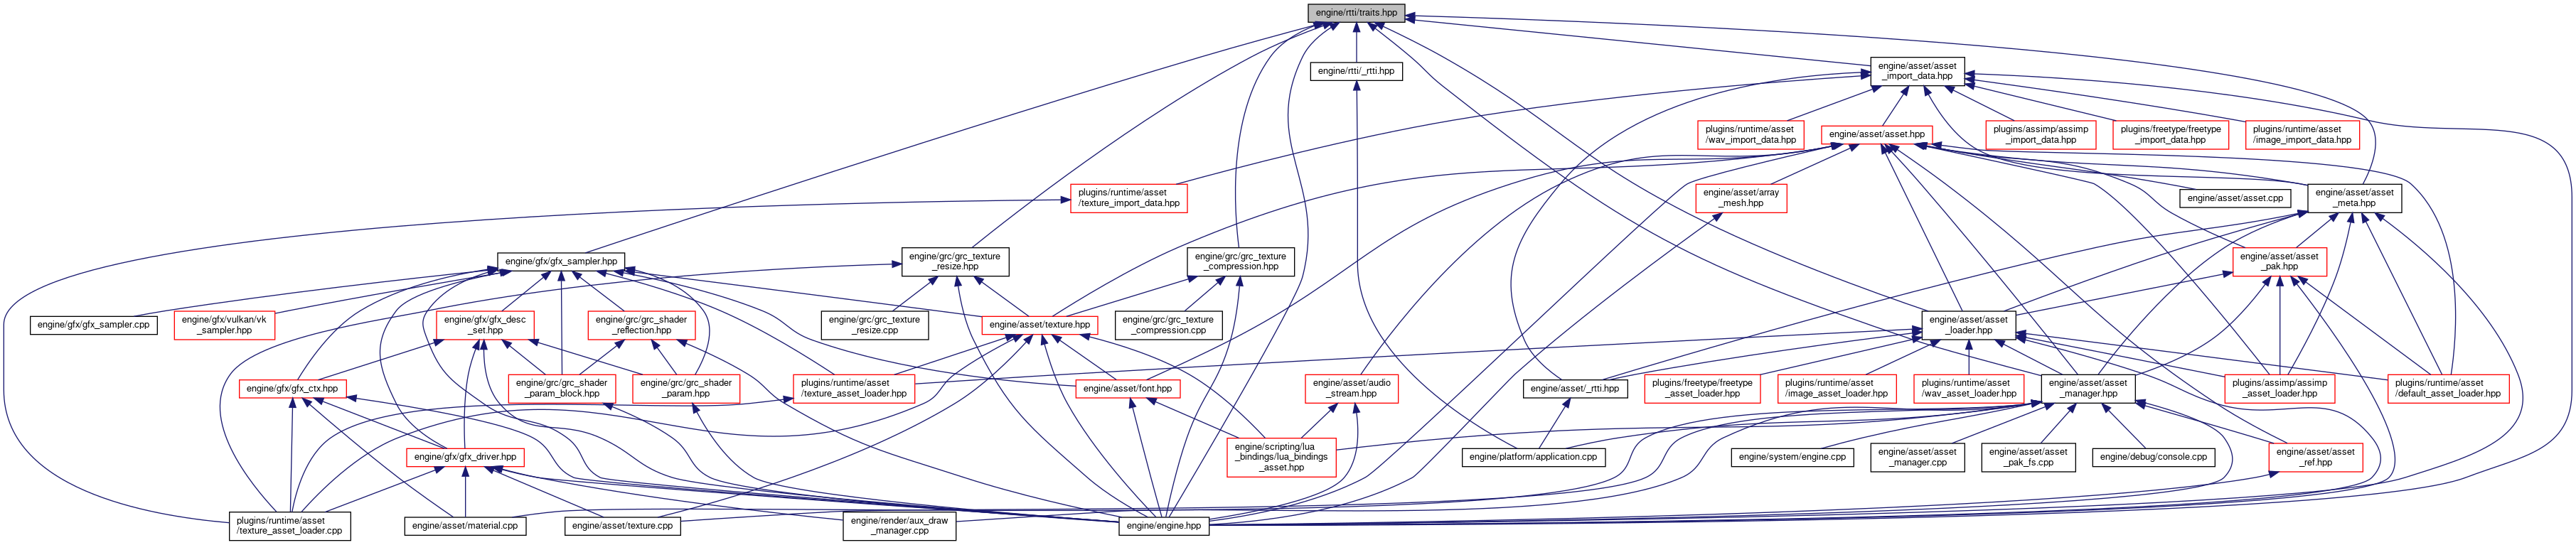 engine/rtti/traits.hpp
engine/rtti/_rtti.hpp
engine/asset/asset
_import_data.hpp
plugins/runtime/asset
/wav_import_data.hpp
engine/asset/asset.hpp
plugins/assimp/assimp
_import_data.hpp
plugins/freetype/freetype
_import_data.hpp
plugins/runtime/asset
/image_import_data.hpp
plugins/runtime/asset
/texture_import_data.hpp
engine/asset/array
_mesh.hpp
engine/asset/asset.cpp
engine/asset/asset
_meta.hpp
engine/gfx/gfx_sampler.hpp
engine/grc/grc_texture
_resize.hpp
engine/grc/grc_texture
_compression.hpp
engine/asset/asset
_pak.hpp
engine/gfx/gfx_sampler.cpp
engine/gfx/vulkan/vk
_sampler.hpp
engine/gfx/gfx_desc
_set.hpp
engine/grc/grc_shader
_reflection.hpp
engine/grc/grc_texture
_resize.cpp
engine/asset/texture.hpp
engine/grc/grc_texture
_compression.cpp
engine/asset/asset
_loader.hpp
engine/gfx/gfx_ctx.hpp
engine/grc/grc_shader
_param_block.hpp
engine/grc/grc_shader
_param.hpp
plugins/runtime/asset
/texture_asset_loader.hpp
engine/asset/font.hpp
engine/asset/audio
_stream.hpp
engine/asset/_rtti.hpp
plugins/freetype/freetype
_asset_loader.hpp
plugins/runtime/asset
/image_asset_loader.hpp
plugins/runtime/asset
/wav_asset_loader.hpp
engine/asset/asset
_manager.hpp
plugins/assimp/assimp
_asset_loader.hpp
plugins/runtime/asset
/default_asset_loader.hpp
engine/gfx/gfx_driver.hpp
engine/scripting/lua
_bindings/lua_bindings
_asset.hpp
engine/platform/application.cpp
engine/system/engine.cpp
engine/asset/asset
_manager.cpp
engine/asset/asset
_pak_fs.cpp
engine/debug/console.cpp
engine/asset/asset
_ref.hpp
plugins/runtime/asset
/texture_asset_loader.cpp
engine/asset/material.cpp
engine/asset/texture.cpp
engine/render/aux_draw
_manager.cpp
engine/engine.hpp